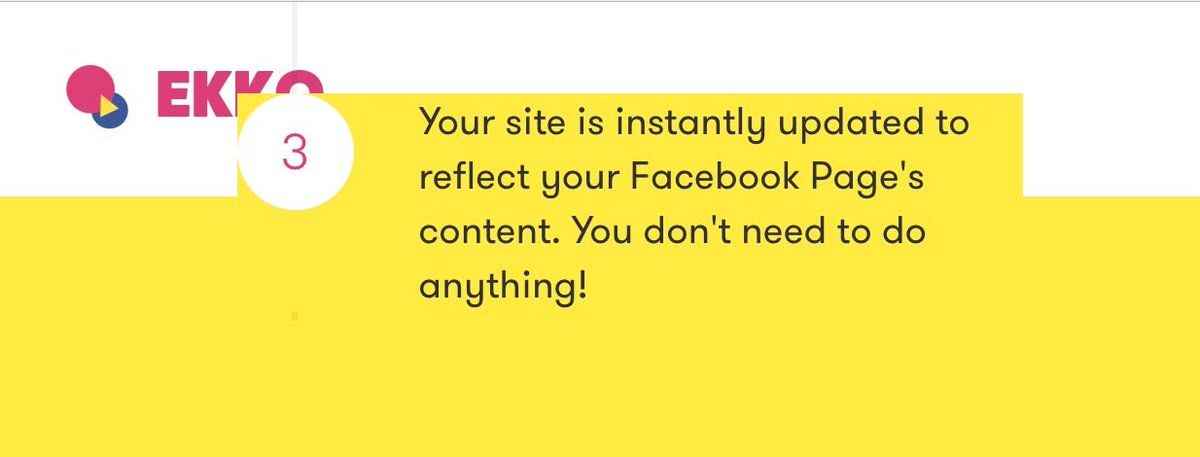 EKKO
3
Your site is instantly updated to
reflect your Facebook Page's
content. You don't need to do
anything!